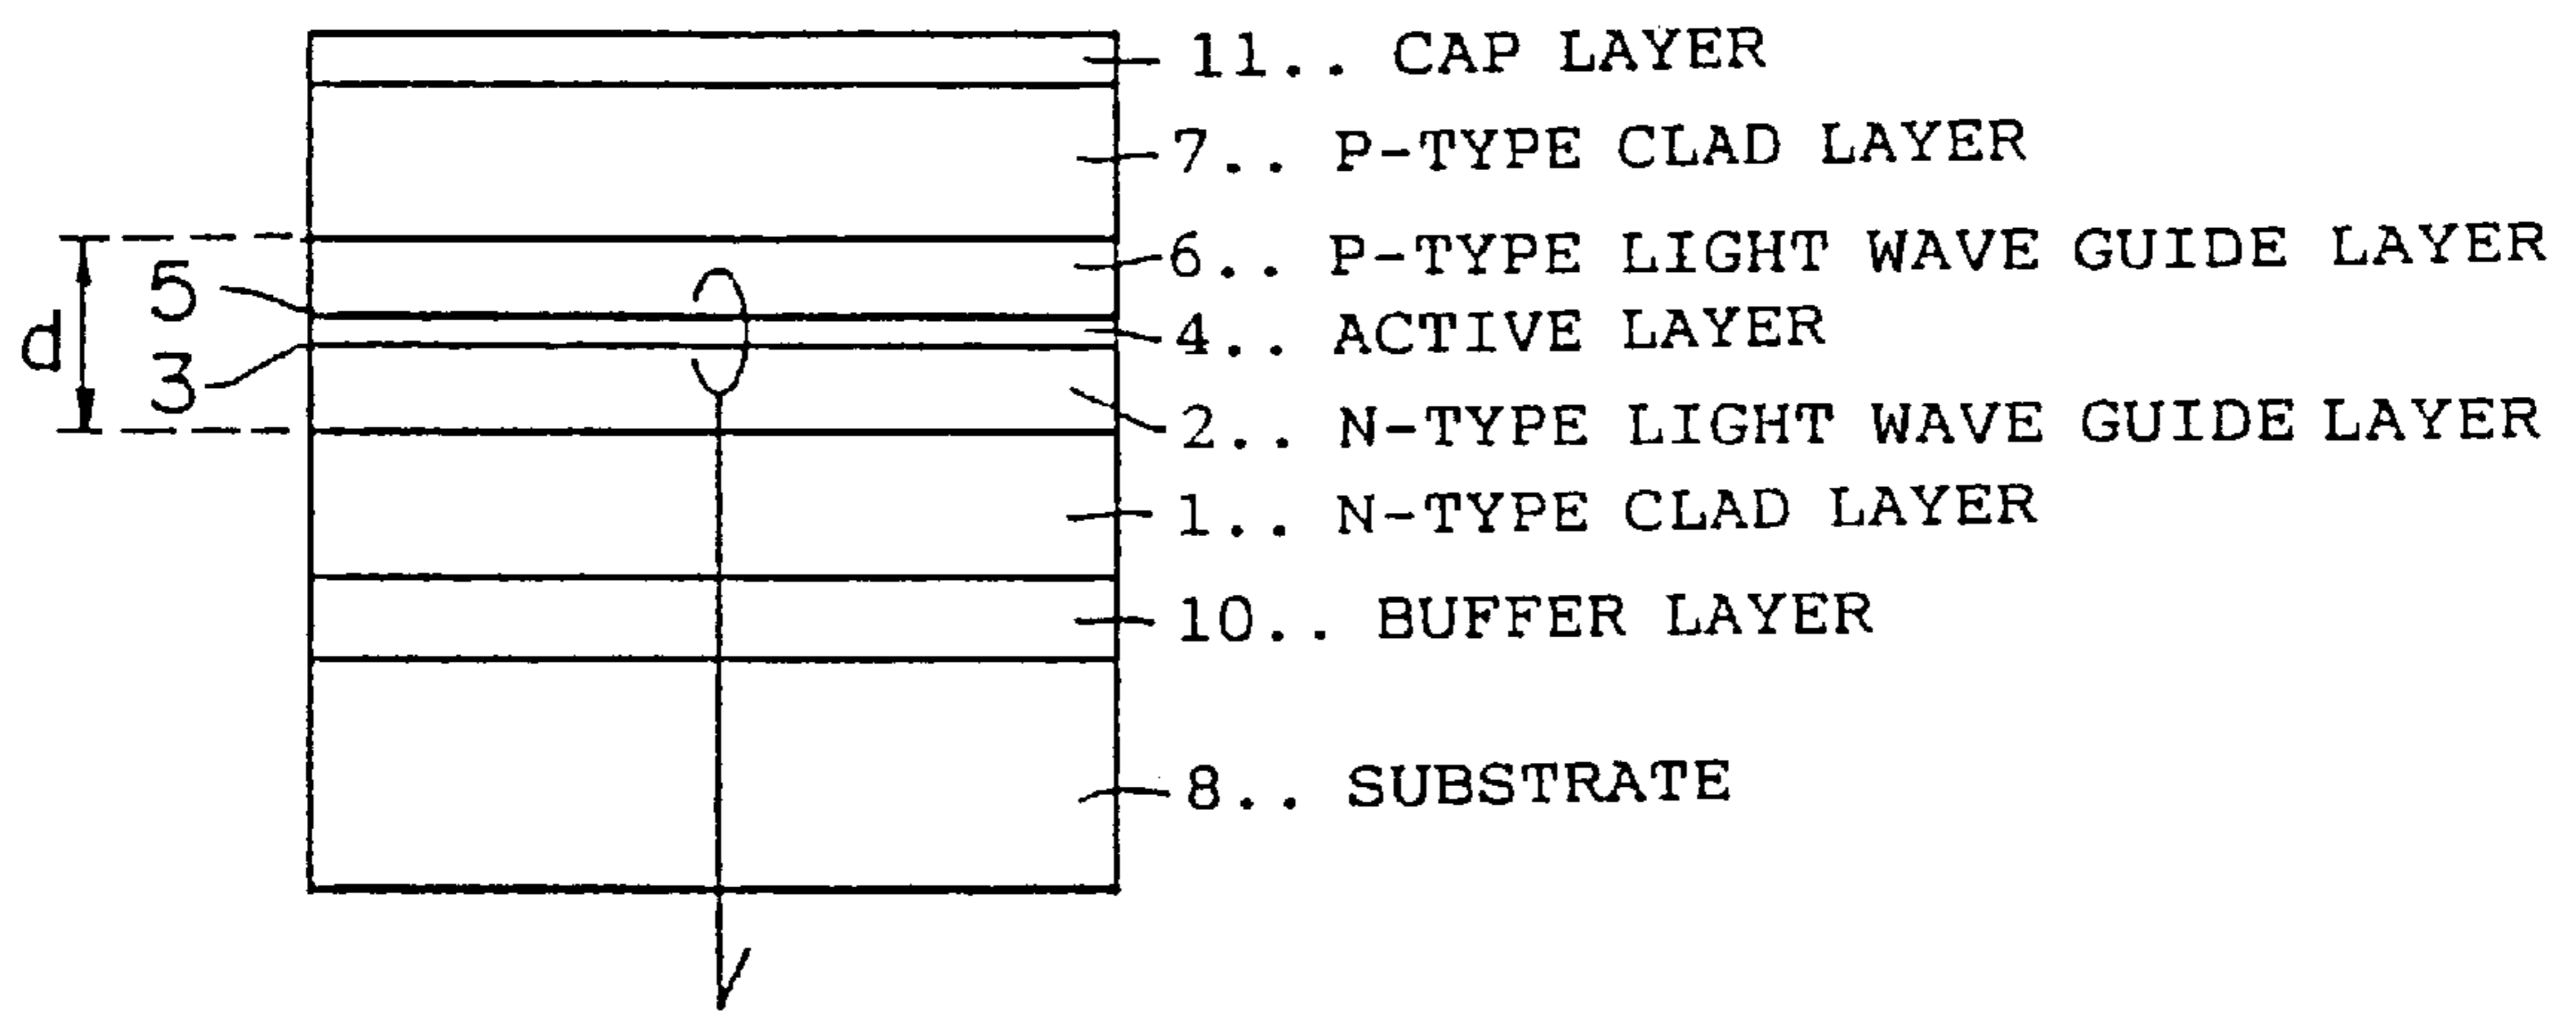 11.. CAP LAYER
7.. P-TYPE CLAD LAYER
6.. P-TYPE LIGHT WAVE GUIDE LAYER
5
4.. ACTIVE LAYER
d
3
2.. N-TYPE LIGHT WAVE GUIDE LAYER
1.. N-TYPE CLAD LAYER
10.. BUFFER LAYER
8.. SUBSTRATE